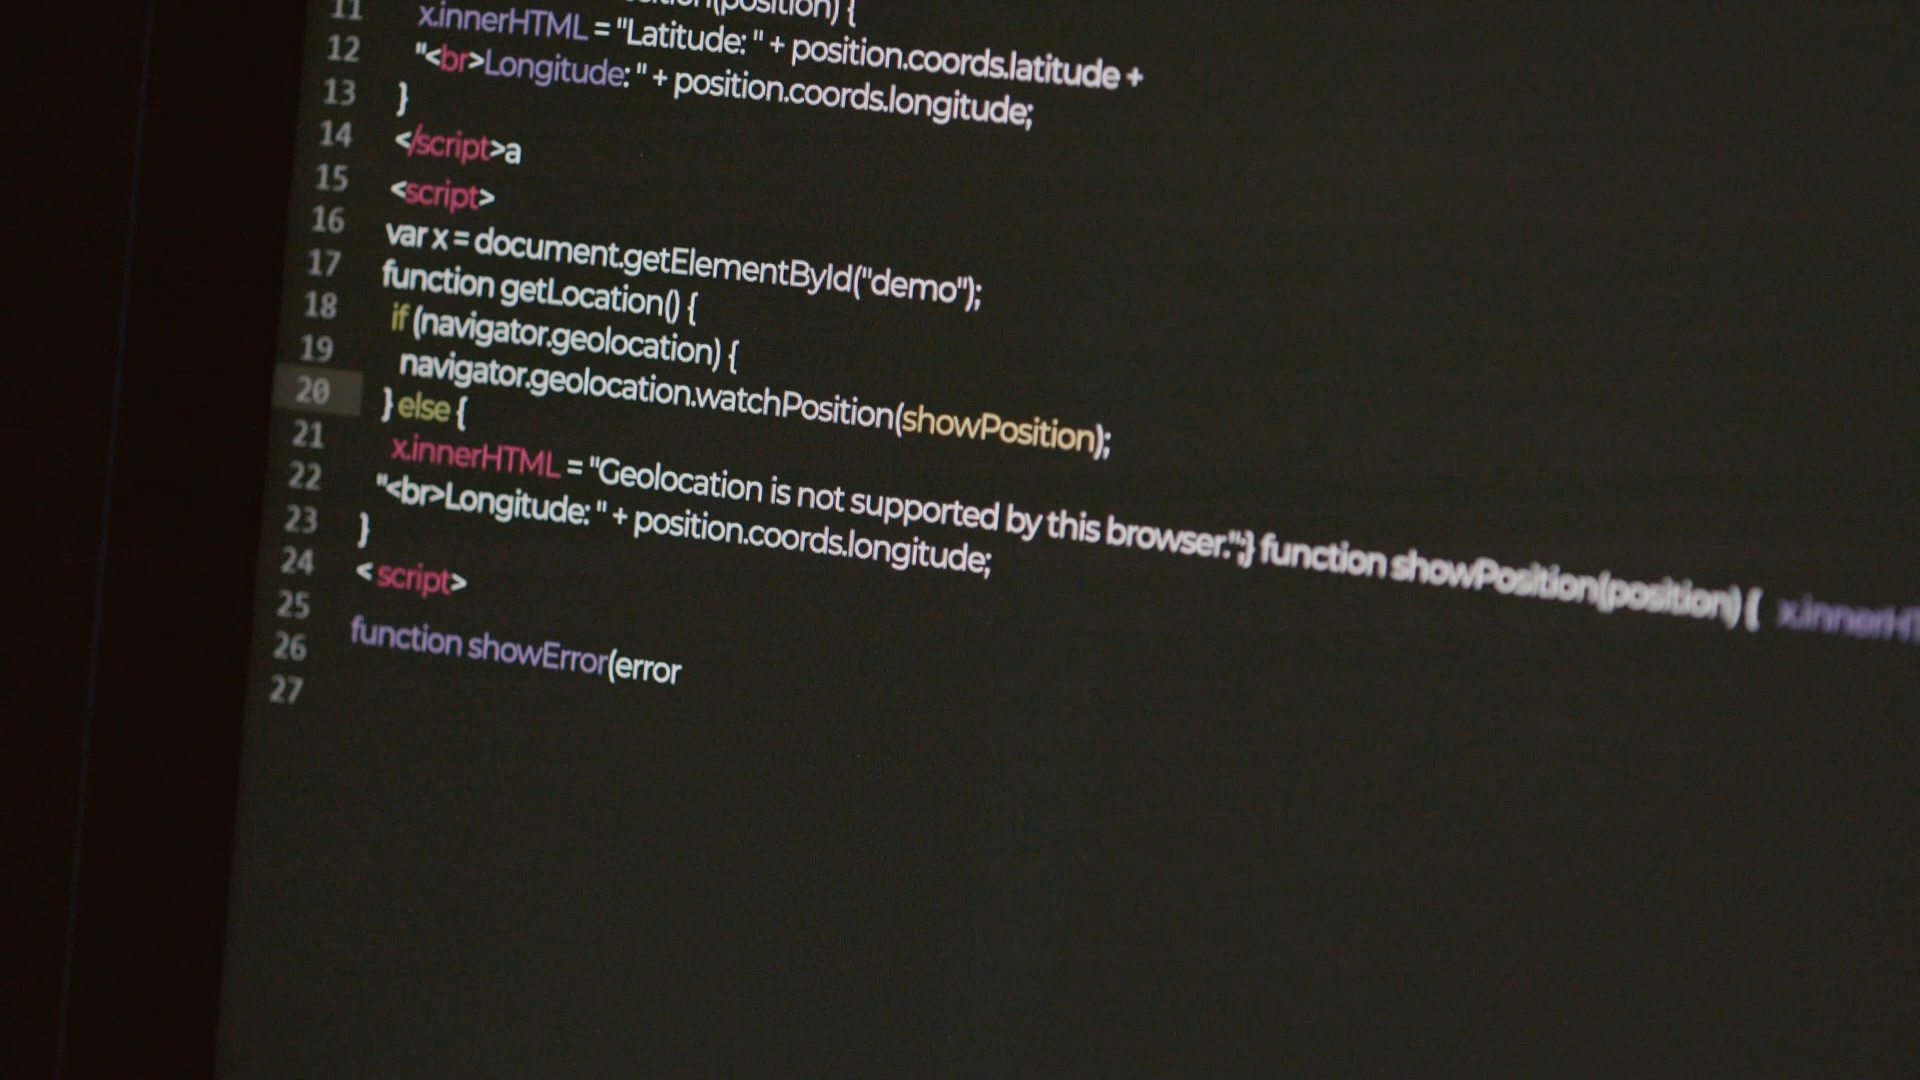 11 (position) {
12 x.innerHTML = "Latitude: " + position.coords.latitude +
13 "<br>Longitude: " + position.coords.longitude;
14 }
15 </script>a
16 <script>
17 var x = document.getElementById("demo");
18 function getLocation() {
19 if (navigator.geolocation) {
20 navigator.geolocation.watchPosition(showPosition);
21 } else {
22 x.innerHTML = "Geolocation is not supported by this browser.";} function showPosition(position) {
23 "<br>Longitude: " + position.coords.longitude;
24 }
25 < script>
26 function showError(error
27